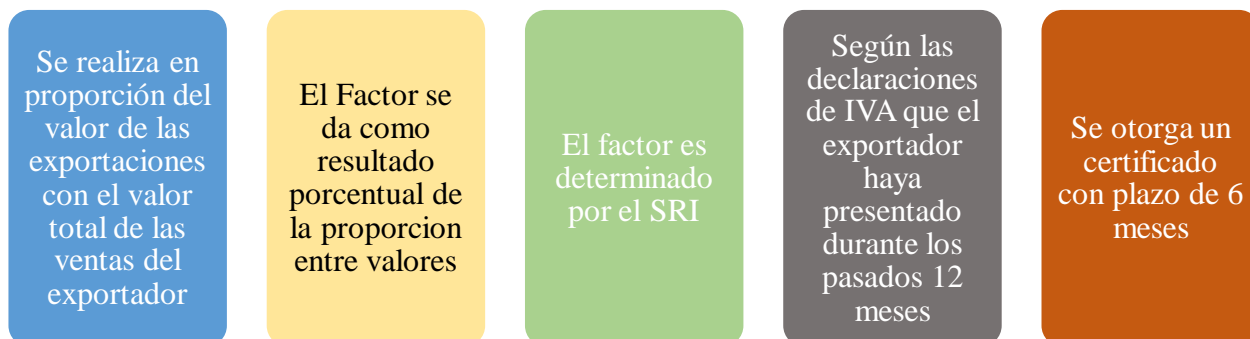 Se realiza en
proporción del
valor de las
exportaciones
con el valor
total de las
ventas del
exportador
El Factor se
da como
resultado
porcentual de
la proporcion
entre valores
El factor es
determinado
por el SRI
Según las
declaraciones
de IVA que el
exportador
haya
presentado
durante los
pasados 12
meses
Se otorga un
certificado
con plazo de 6
meses